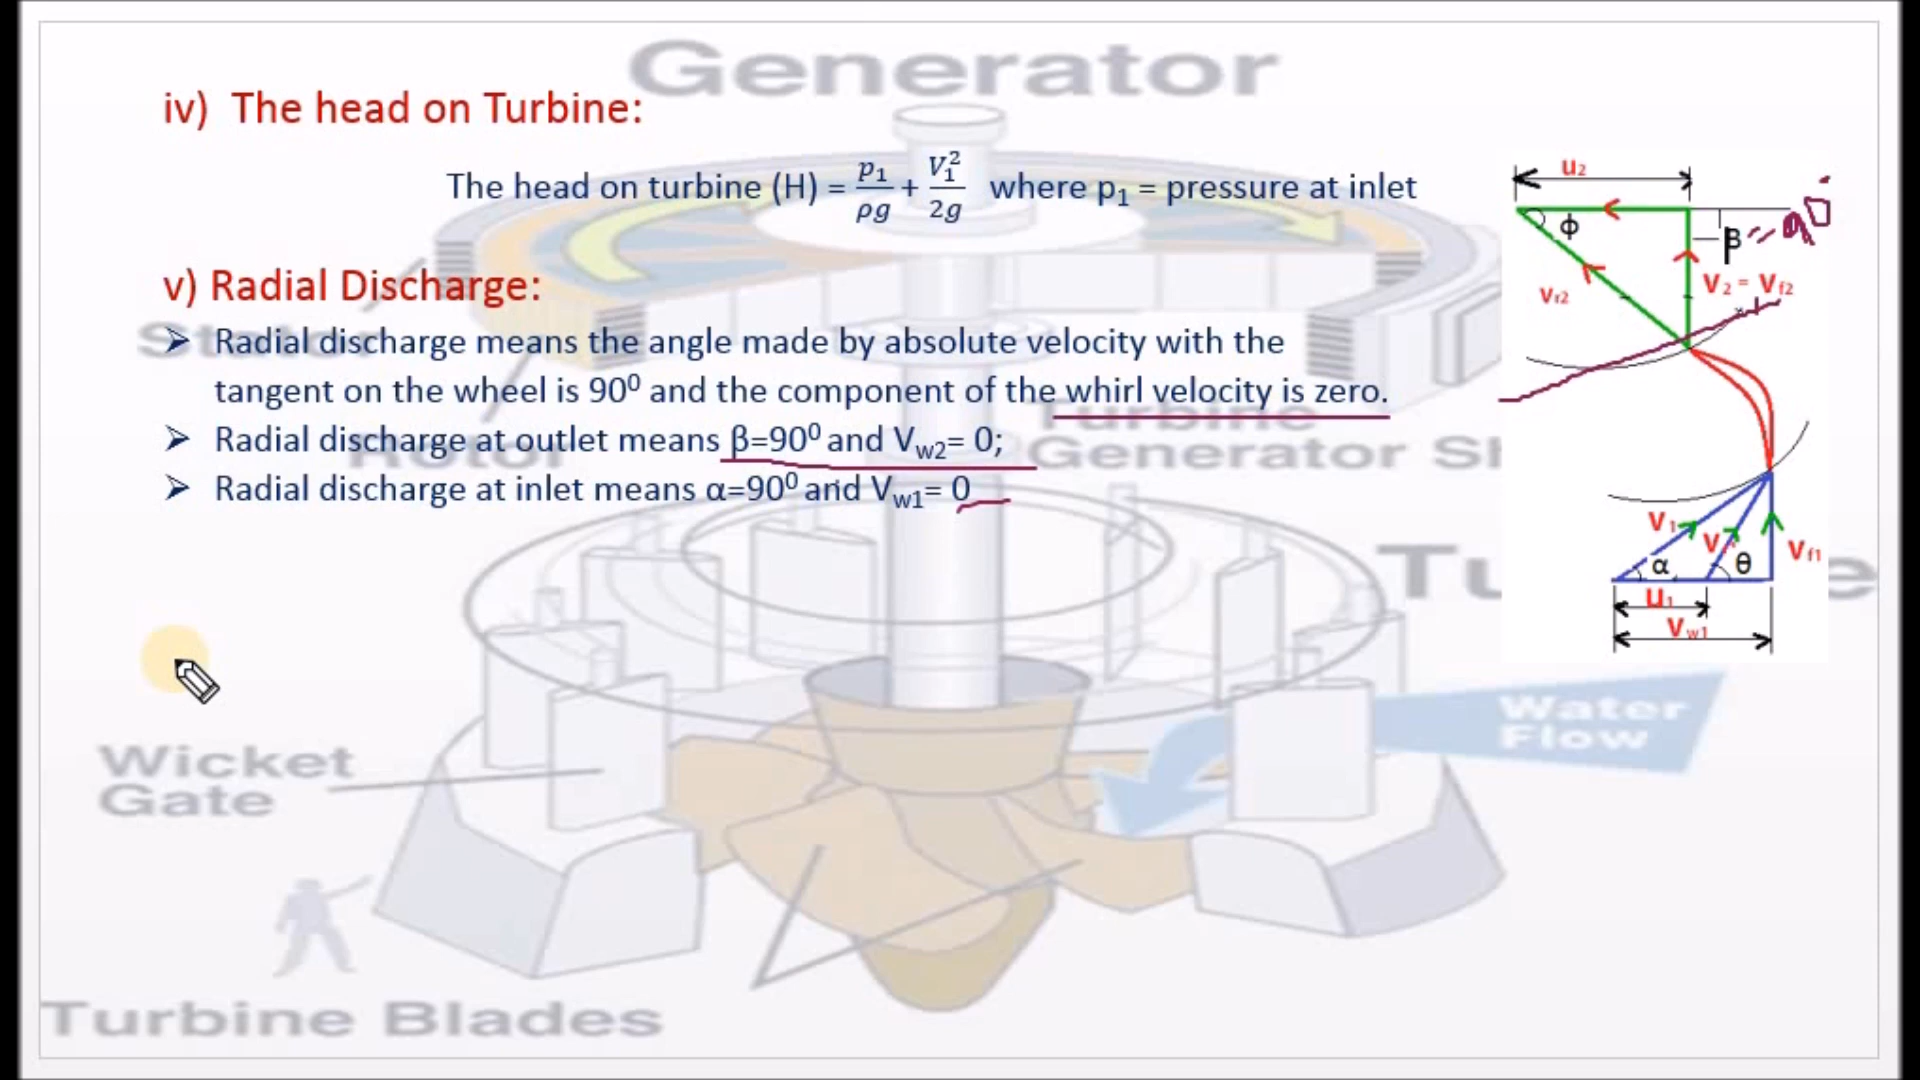 Generator
iv) The head on Turbine:
The head on turbine (H) = p₁/ρg + V₁²/2g where p₁ = pressure at inlet
v) Radial Discharge:
➢ Radial discharge means the angle made by absolute velocity with the
tangent on the wheel is 90⁰ and the component of the whirl velocity is zero.
➢ Radial discharge at outlet means β=90⁰ and Vw2= 0;
➢ Radial discharge at inlet means α=90⁰ and Vw1= 0
Stator
Rotor
Turbine
Generator Sh
u2
ϕ
β = 90
Vr2
V2 = Vf2
V1
Vf1
α
θ
u1
Vw1
Water
Flow
Wicket
Gate
Turbine Blades